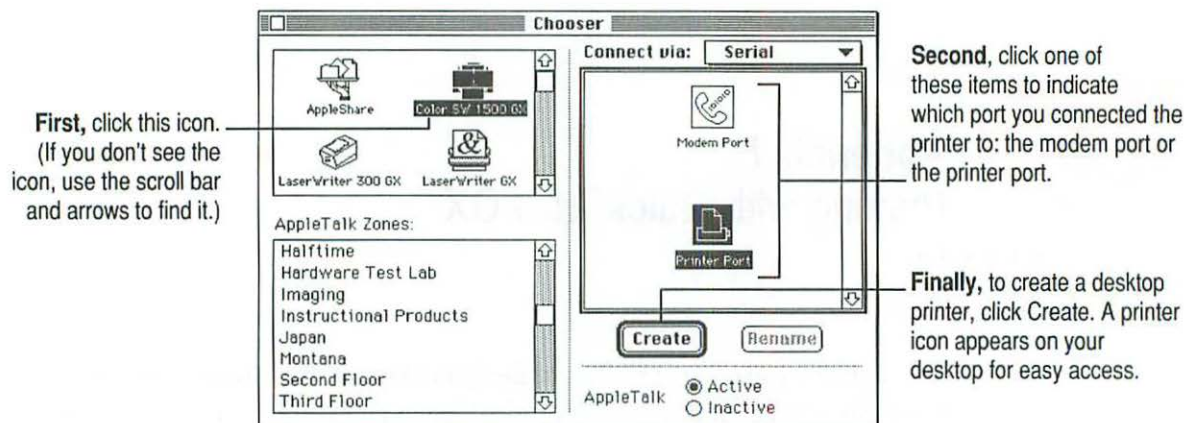 Chooser
First, click this icon.
(If you don't see the
icon, use the scroll bar
and arrows to find it.)
AppleShare
Color SW 1500 GX
LaserWriter 300 GX
LaserWriter GX
AppleTalk Zones:
Halftime
Hardware Test Lab
Imaging
Instructional Products
Japan
Montana
Second Floor
Third Floor
Connect via: Serial
Modem Port
Printer Port
Create
Rename
AppleTalk
Active
Inactive
Second, click one of
these items to indicate
which port you connected the
printer to: the modem port or
the printer port.
Finally, to create a desktop
printer, click Create. A printer
icon appears on your
desktop for easy access.